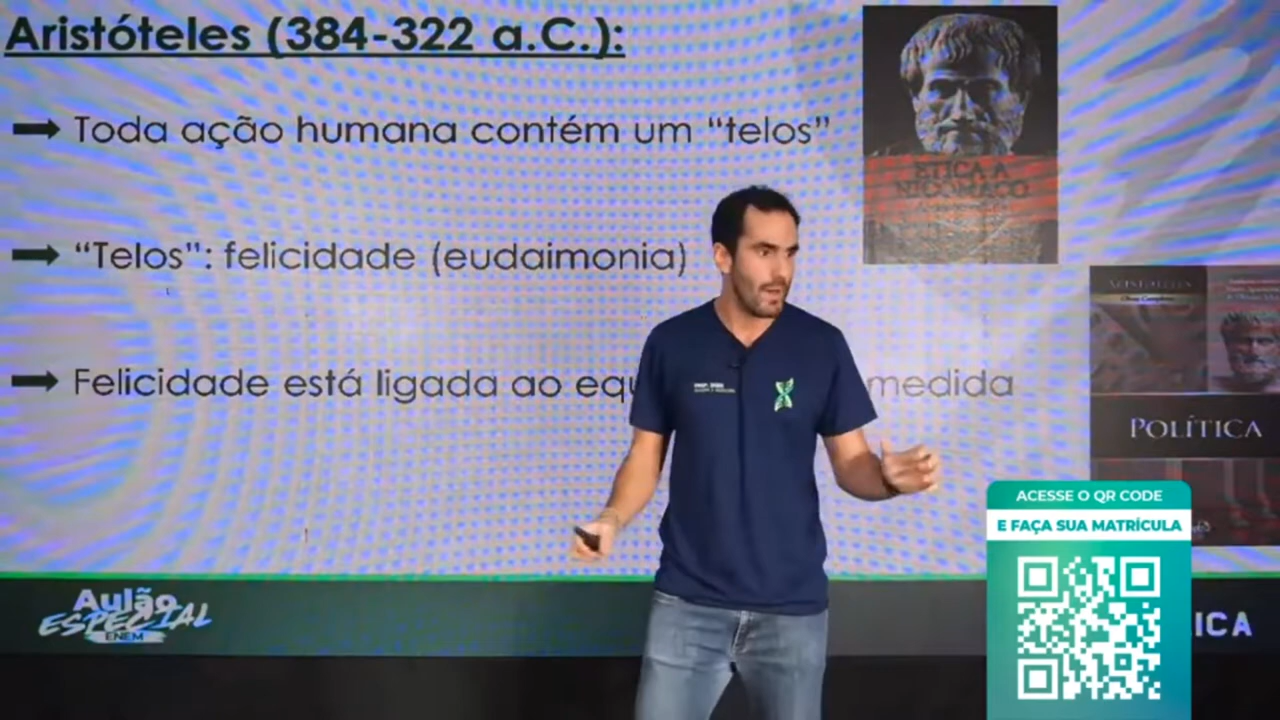 Aristóteles (384-322 a.C.):
Toda ação humana contém um “telos”
“Telos”: felicidade (eudaimonia)
Felicidade está ligada ao equ medida
ÉTICA A
NICÔMACO
ARISTÓTELES
POLÍTICA
ACESSE O QR CODE
E FAÇA SUA MATRÍCULA
Aulão
ESPECIAL
ENEM
ICA